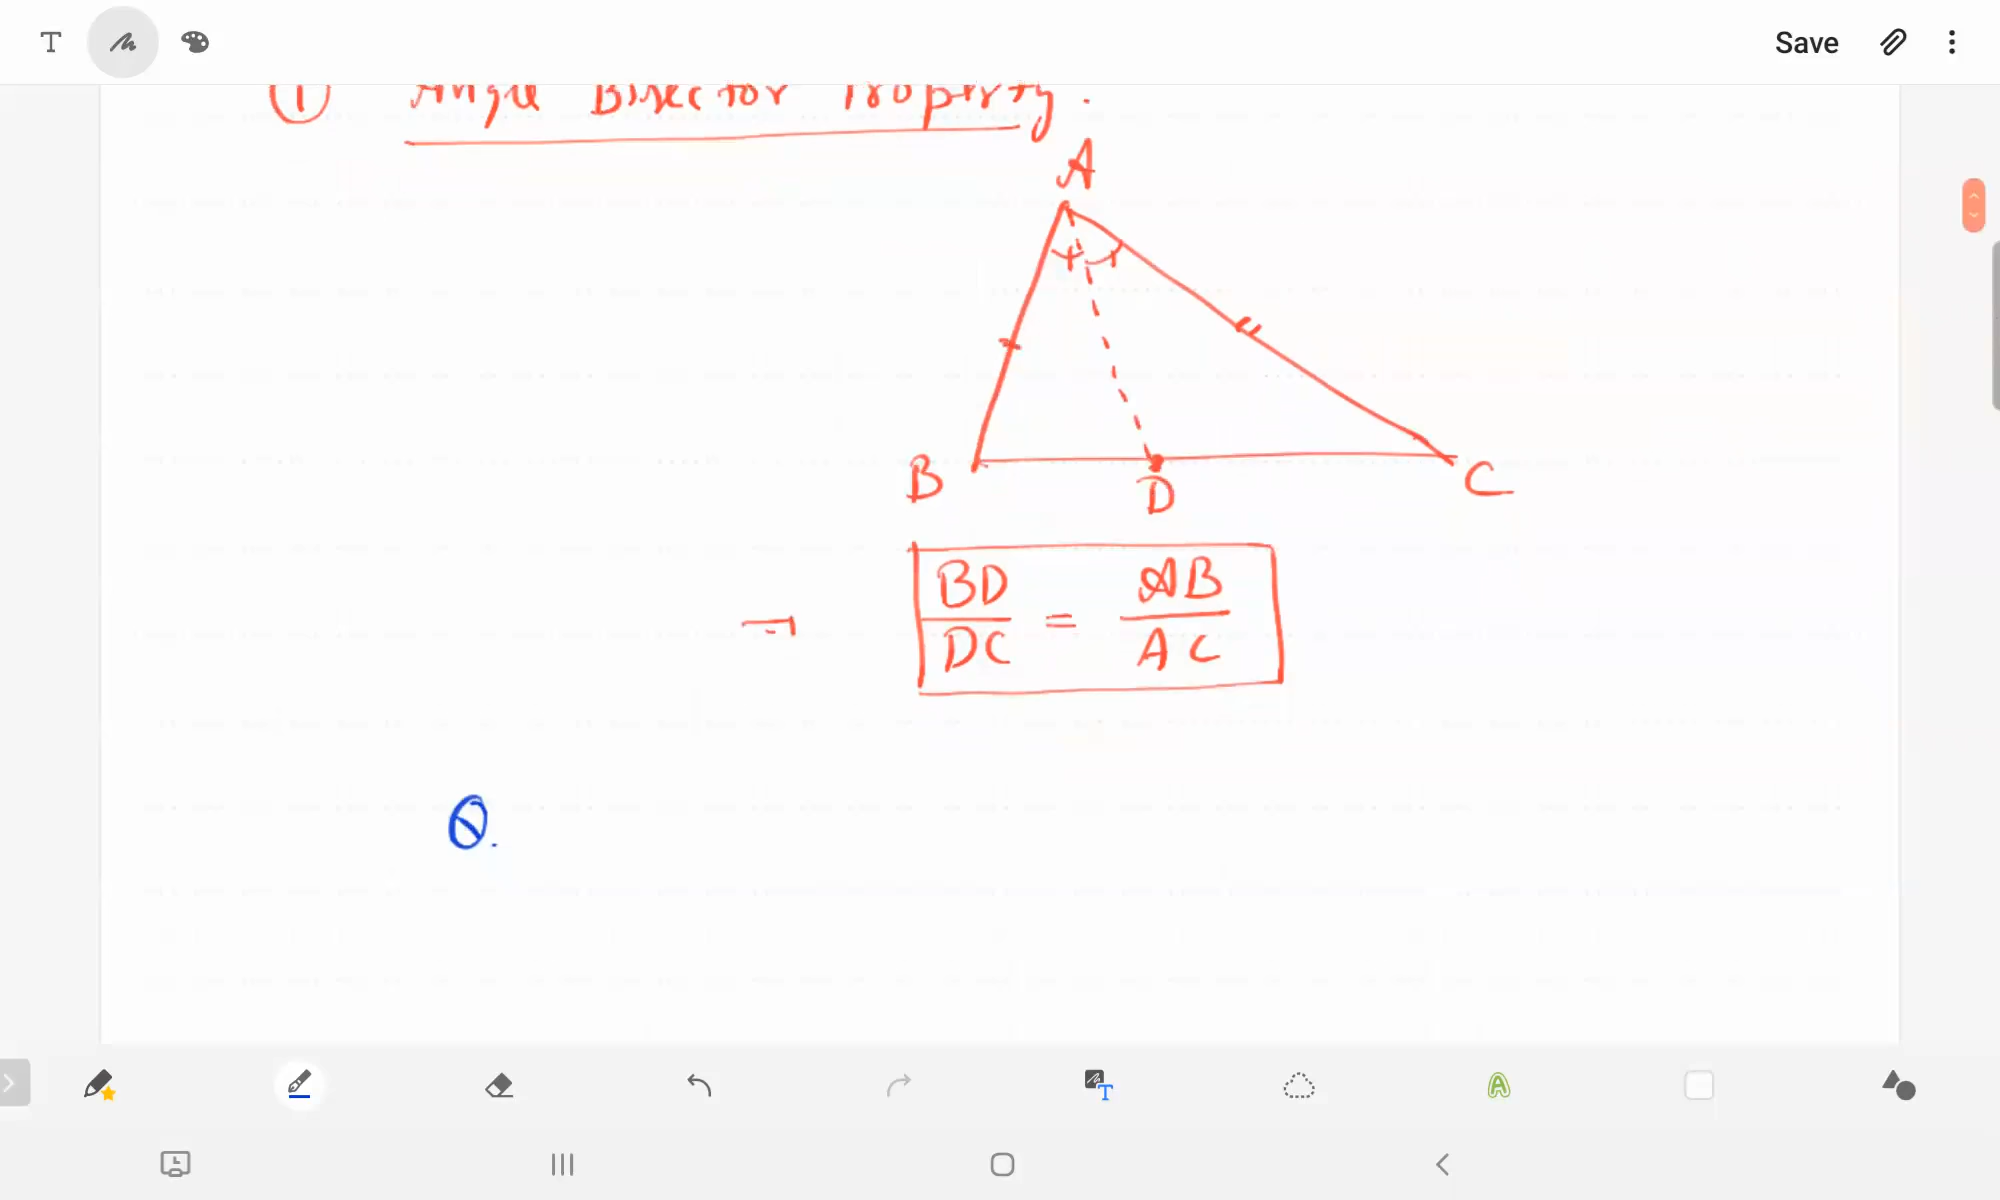 T Save
① Angle Bisector Property.
A
B D C
BD/DC = AB/AC
Q.
T
A